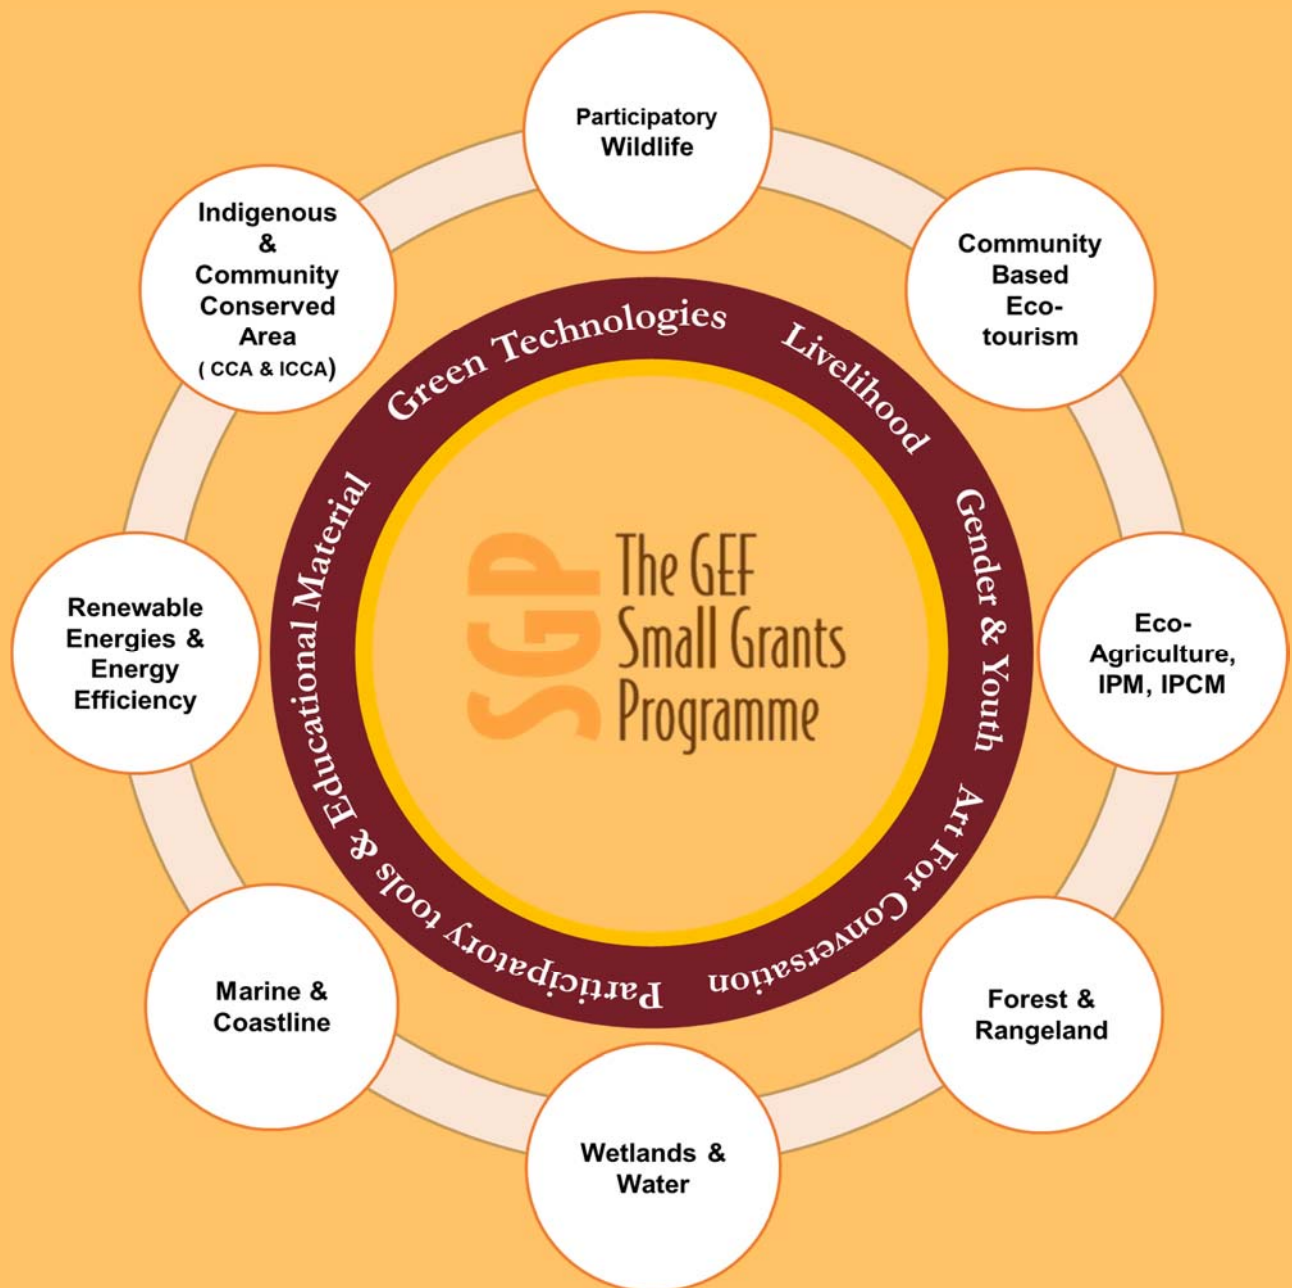 Participatory
Wildlife
Community
Based
Eco-
tourism
Eco-
Agriculture,
IPM, IPCM
Forest &
Rangeland
Wetlands &
Water
Marine &
Coastline
Renewable
Energies &
Energy
Efficiency
Indigenous
&
Community
Conserved
Area
( CCA & ICCA)
Green Technologies
Livelihood
Gender & Youth
Art For Conversation
Participatory tools & Educational Material
SGP
The GEF
Small Grants
Programme